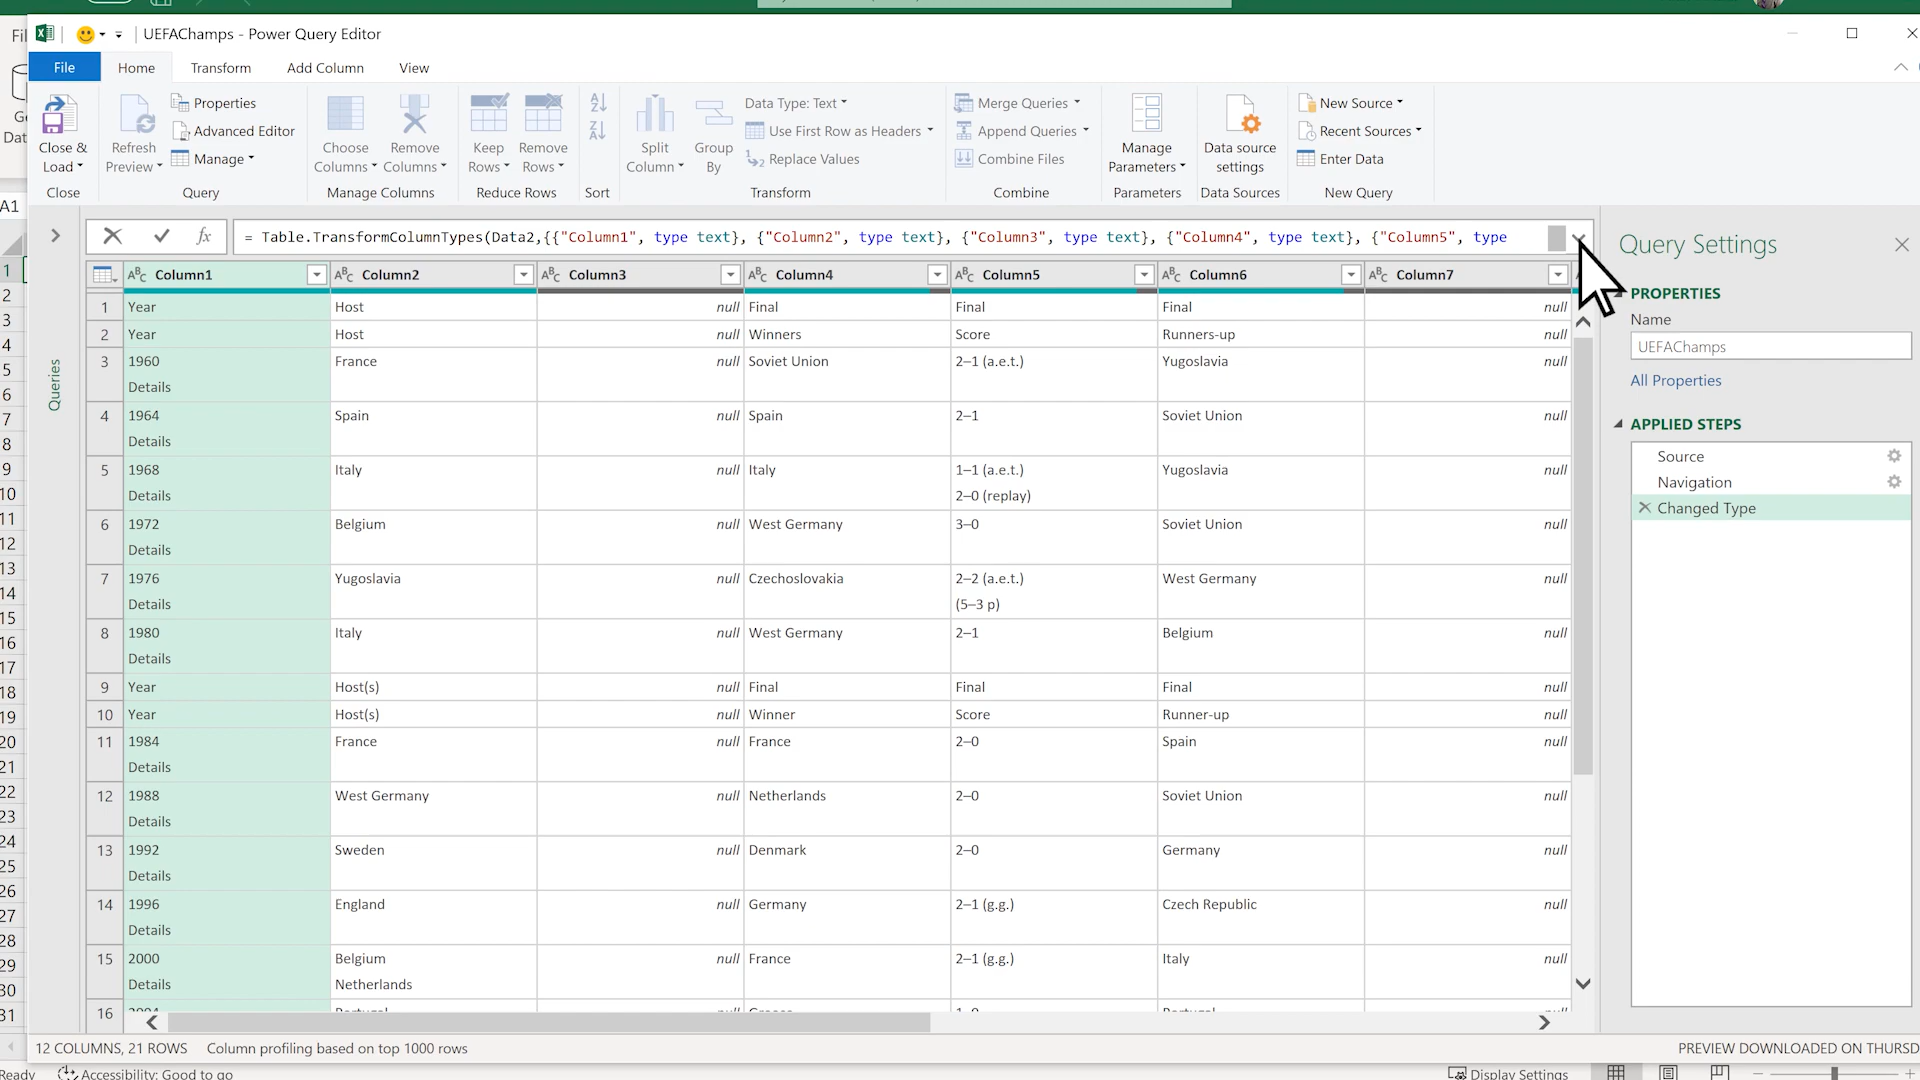 UEFAChamps - Power Query Editor
File
Home
Transform
Add Column
View
Close &
Load
Close
Refresh
Preview
Properties
Advanced Editor
Manage
Query
Choose
Columns
Remove
Columns
Manage Columns
Keep
Rows
Remove
Rows
Reduce Rows
Sort
Split
Column
Group
By
Data Type: Text
Use First Row as Headers
Replace Values
Transform
Merge Queries
Append Queries
Combine Files
Combine
Manage
Parameters
Parameters
Data source
settings
Data Sources
New Source
Recent Sources
Enter Data
New Query
A1
fx
= Table.TransformColumnTypes(Data2,{{"Column1", type text}, {"Column2", type text}, {"Column3", type text}, {"Column4", type text}, {"Column5", type
Queries
Column1 Column2 Column3 Column4 Column5 Column6 Column7
1 Year Host null Final Final Final null
2 Year Host null Winners Score Runners-up null
3 1960 France null Soviet Union 2–1 (a.e.t.) Yugoslavia null
Details
4 1964 Spain null Spain 2–1 Soviet Union null
Details
5 1968 Italy null Italy 1–1 (a.e.t.) Yugoslavia null
Details 2–0 (replay)
6 1972 Belgium null West Germany 3–0 Soviet Union null
Details
7 1976 Yugoslavia null Czechoslovakia 2–2 (a.e.t.) West Germany null
Details (5–3 p)
8 1980 Italy null West Germany 2–1 Belgium null
Details
9 Year Host(s) null Final Final Final null
10 Year Host(s) null Winner Score Runner-up null
11 1984 France null France 2–0 Spain null
Details
12 1988 West Germany null Netherlands 2–0 Soviet Union null
Details
13 1992 Sweden null Denmark 2–0 Germany null
Details
14 1996 England null Germany 2–1 (g.g.) Czech Republic null
Details
15 2000 Belgium null France 2–1 (g.g.) Italy null
Details Netherlands
16
Query Settings
PROPERTIES
Name
UEFAChamps
All Properties
APPLIED STEPS
Source
Navigation
Changed Type
12 COLUMNS, 21 ROWS
Column profiling based on top 1000 rows
PREVIEW DOWNLOADED ON THURSD
Ready
Accessibility: Good to go
Display Settings